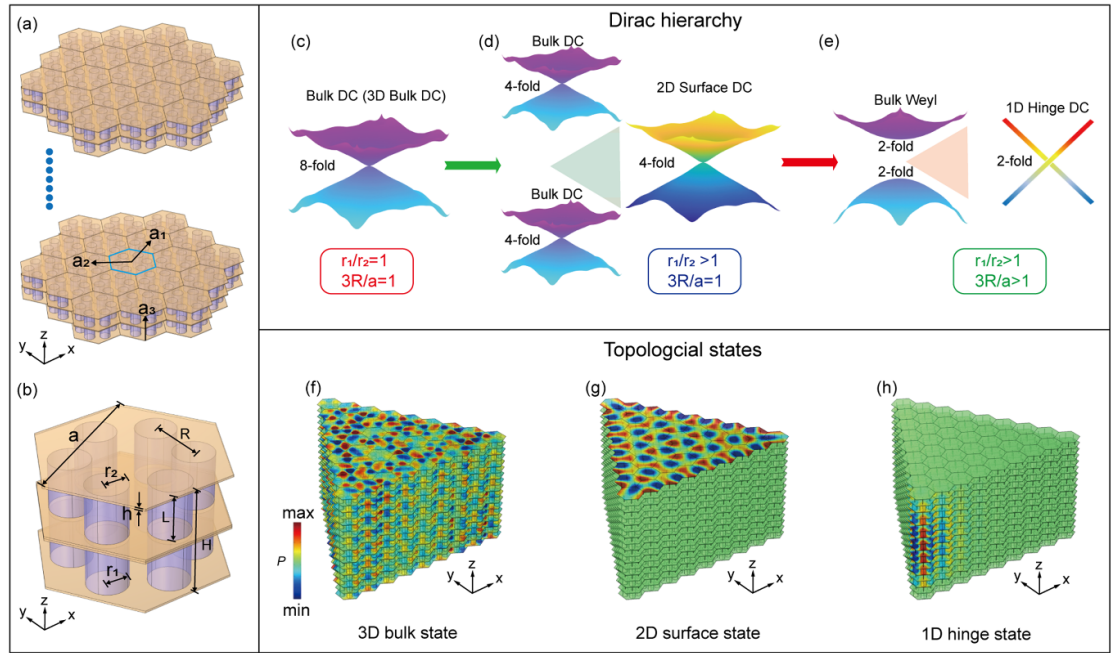 (a)
a₁
a₂
a₃
z
y
x
(b)
a
R
r₂
h
L
H
r₁
z
y
x
Dirac hierarchy
(c)
Bulk DC (3D Bulk DC)
8-fold
r₁/r₂=1
3R/a=1
(d)
Bulk DC
4-fold
Bulk DC
4-fold
2D Surface DC
4-fold
r₁/r₂ >1
3R/a=1
(e)
Bulk Weyl
2-fold
2-fold
1D Hinge DC
2-fold
r₁/r₂>1
3R/a>1
Topologcial states
(f)
max
P
min
z
y
x
3D bulk state
(g)
z
y
x
2D surface state
(h)
z
y
x
1D hinge state